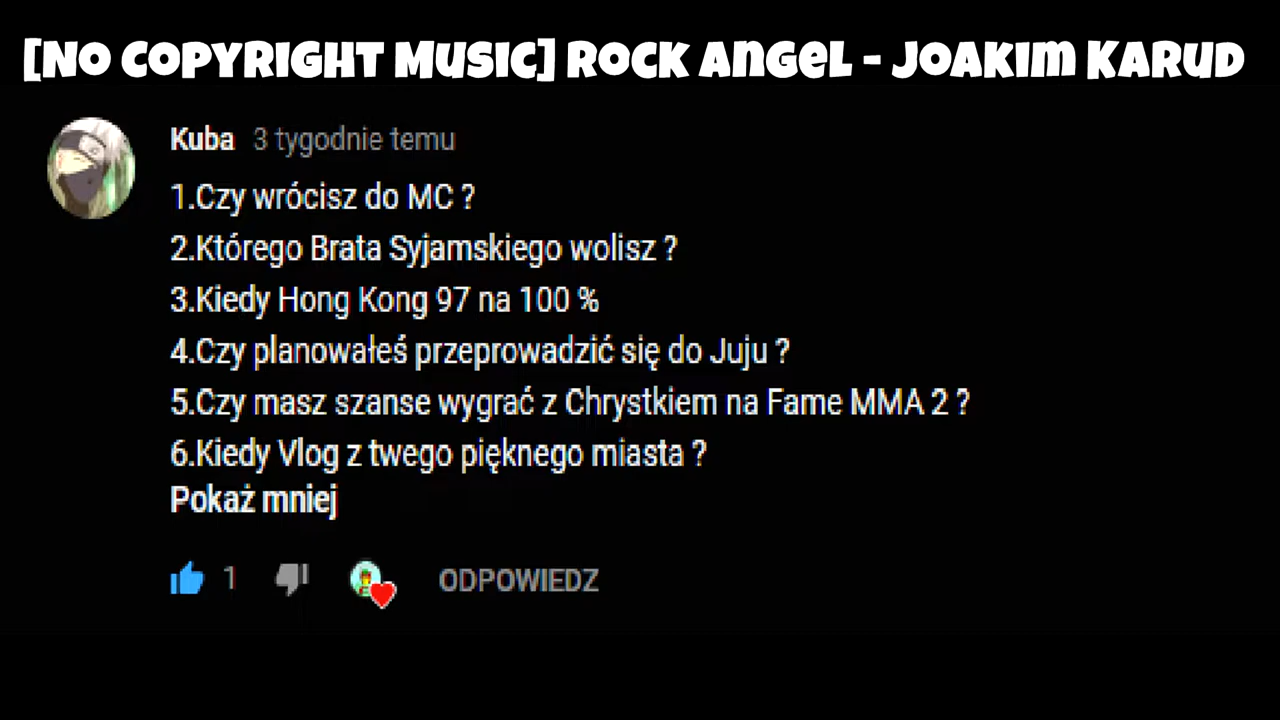 [NO COPYRIGHT MUSIC] ROCK ANGEL - JOAKIM KARUD
Kuba 3 tygodnie temu
1.Czy wrócisz do MC ?
2.Którego Brata Syjamskiego wolisz ?
3.Kiedy Hong Kong 97 na 100 %
4.Czy planowałeś przeprowadzić się do Juju ?
5.Czy masz szanse wygrać z Chrystkiem na Fame MMA 2 ?
6.Kiedy Vlog z twego pięknego miasta ?
Pokaż mniej
1 ODPOWIEDZ